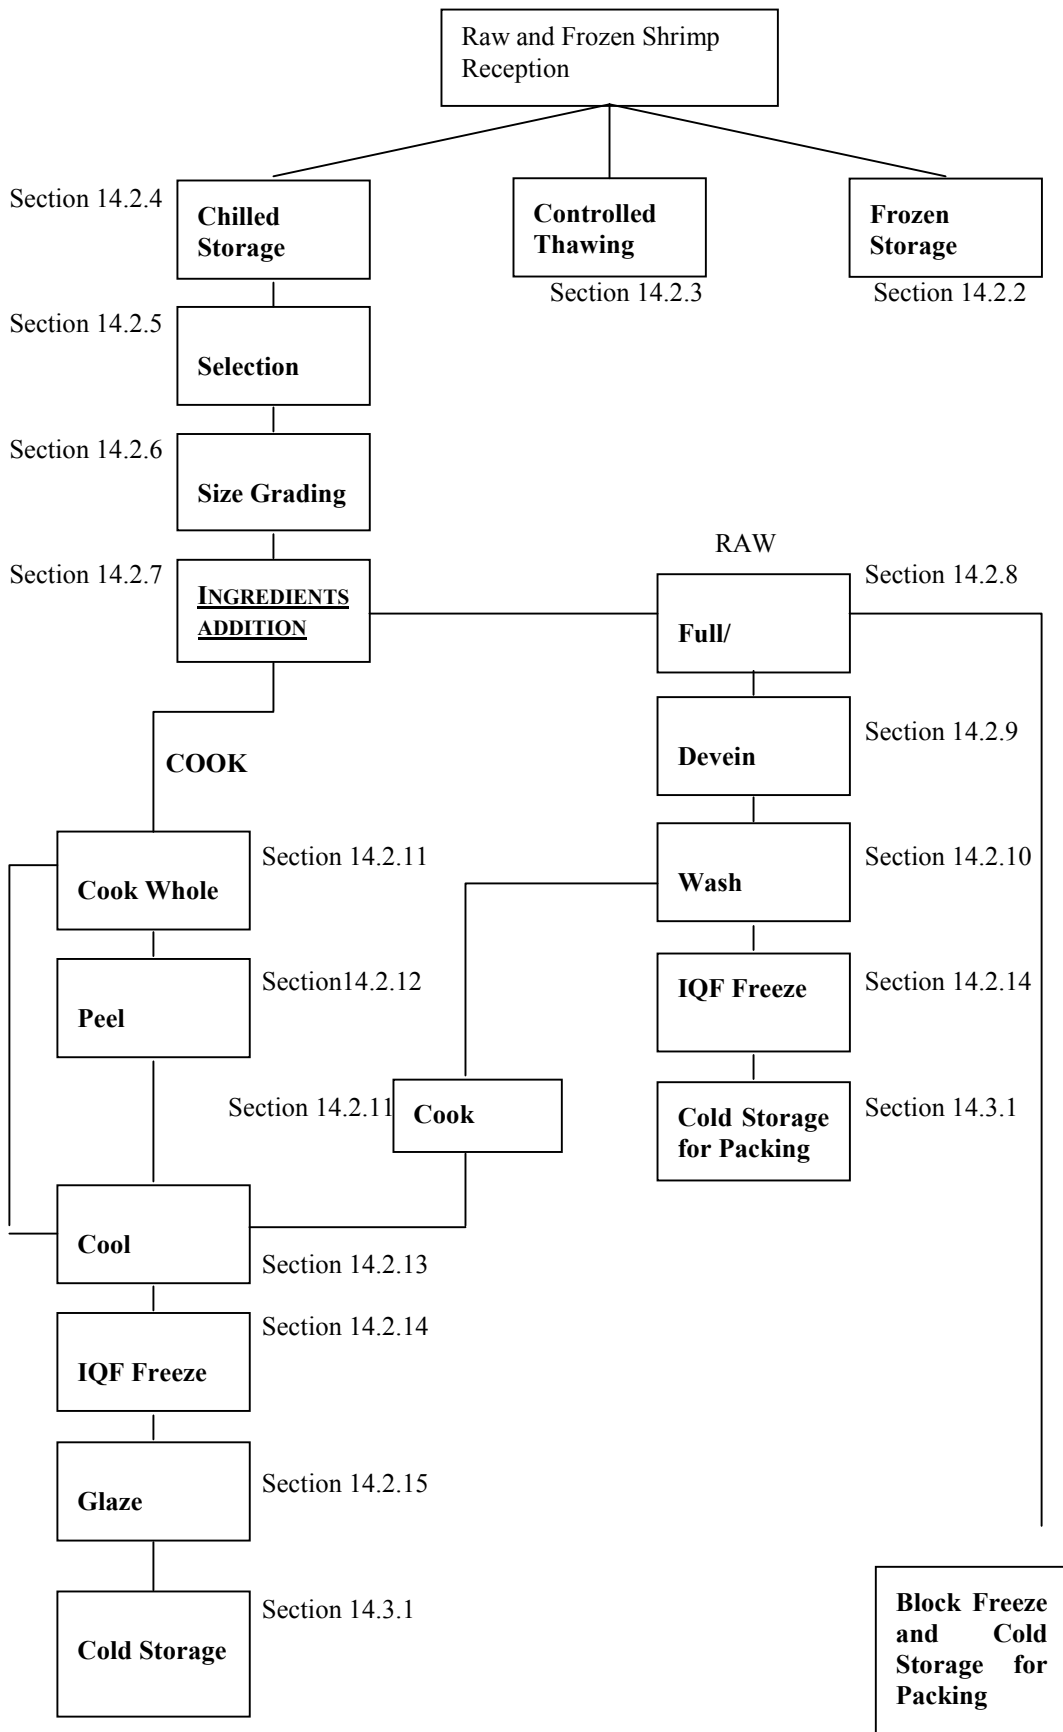 Raw and Frozen Shrimp
Reception
Section 14.2.4
Chilled
Storage
Controlled
Thawing
Section 14.2.3
Frozen
Storage
Section 14.2.2
Section 14.2.5
Selection
Section 14.2.6
Size Grading
Section 14.2.7
INGREDIENTS
ADDITION
RAW
Section 14.2.8
Full/
Section 14.2.9
Devein
COOK
Section 14.2.11
Cook Whole
Section 14.2.10
Wash
Section14.2.12
Peel
IQF Freeze
Section 14.2.14
Section 14.2.11
Cook
Cold Storage
for Packing
Section 14.3.1
Cool
Section 14.2.13
Section 14.2.14
IQF Freeze
Section 14.2.15
Glaze
Section 14.3.1
Cold Storage
Block Freeze
and Cold
Storage for
Packing